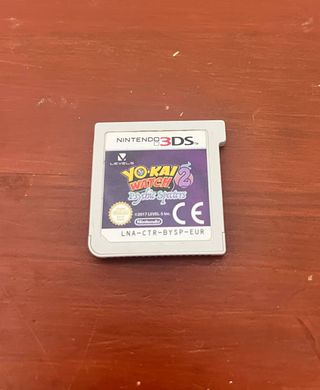 NINTENDO 3DS
LEVEL5
YO-KAI
WATCH 2
Psychic Specters
©2017 LEVEL-5 Inc.
Nintendo
CE
LNA-CTR-BYSP-EUR